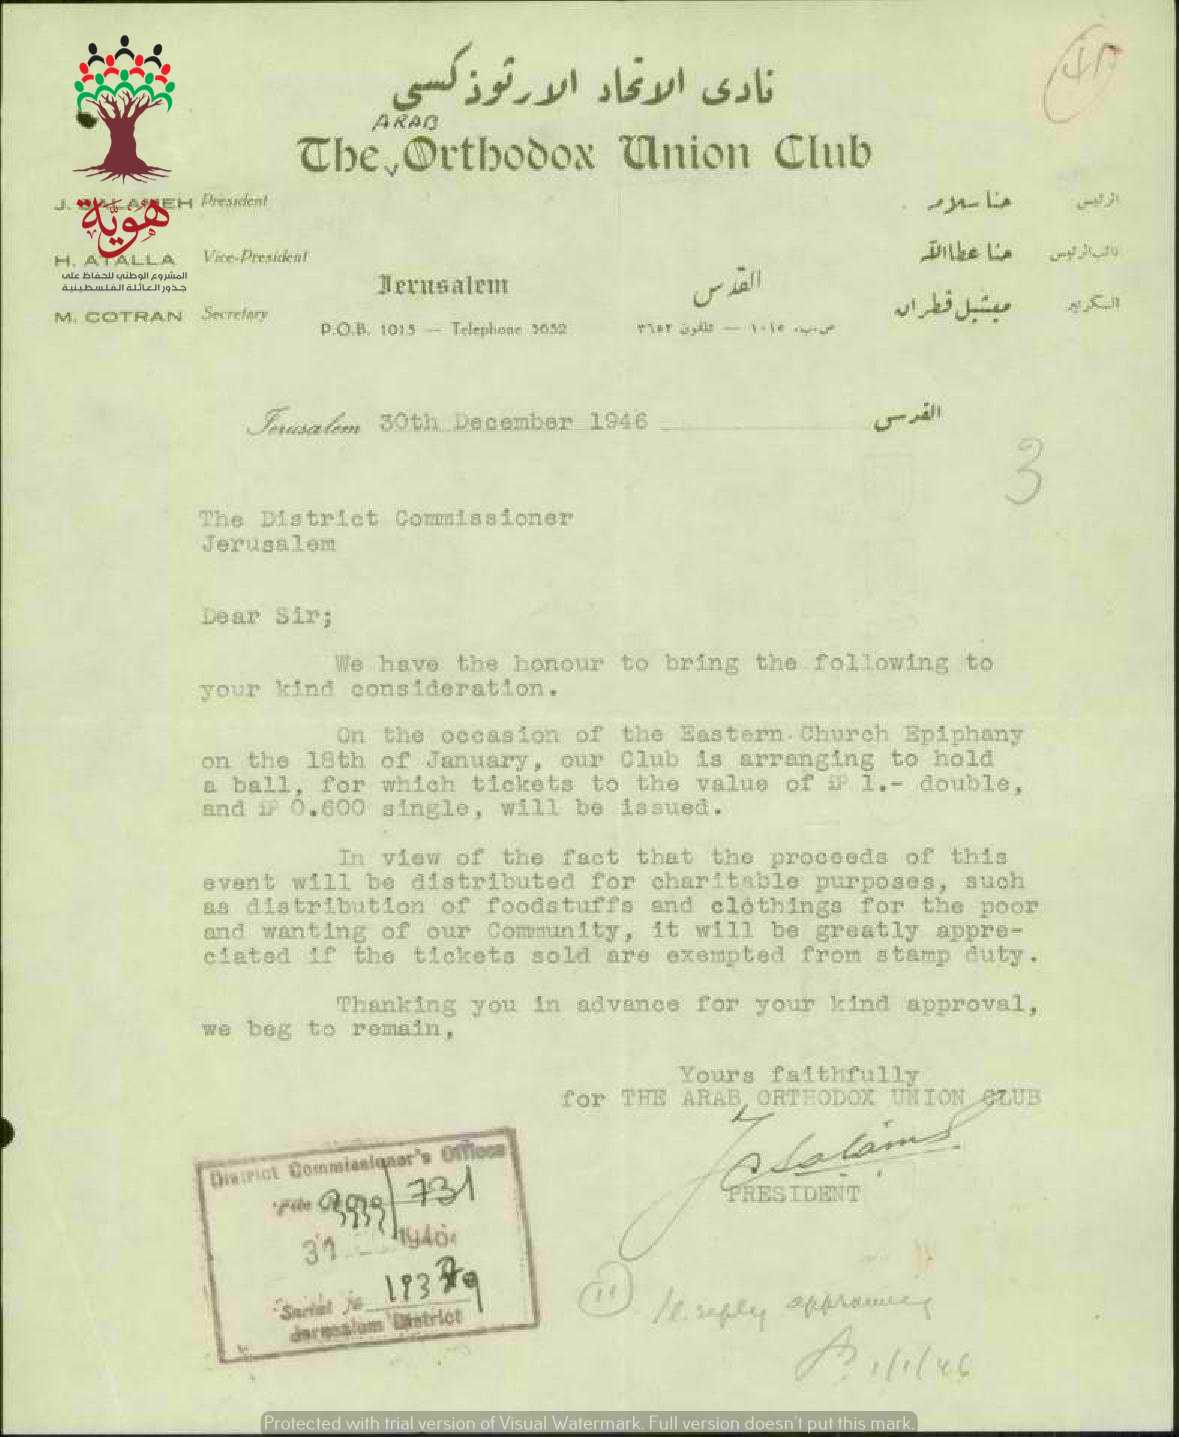 نادى الاتحاد الارثوذكسي
ARAB
The Orthodox Union Club
J. SALAMEH President
حنا سلامه الرئيس
H. ATALLA Vice-President
حنا عطا الله نائب الرئيس
M. COTRAN Secretary
ميشيل قطران السكرتير
هويّة
المشروع الوطني للحفاظ على
جذور العائلة الفلسطينية
Jerusalem القدس
P.O.B. 1015 — Telephone 3652
ص.ب. ١٠١٥ — تلفون ٣٦٥٢
Jerusalem 30th December 1946 القدس
3
The District Commissioner
Jerusalem
Dear Sir;
We have the honour to bring the following to
your kind consideration.
On the occasion of the Eastern Church Epiphany
on the 18th of January, our Club is arranging to hold
a ball, for which tickets to the value of £P 1.- double,
and £P 0.600 single, will be issued.
In view of the fact that the proceeds of this
event will be distributed for charitable purposes, such
as distribution of foodstuffs and clothings for the poor
and wanting of our Community, it will be greatly appre-
ciated if the tickets sold are exempted from stamp duty.
Thanking you in advance for your kind approval,
we beg to remain,
Yours faithfully
for THE ARAB ORTHODOX UNION CLUB
PRESIDENT
District Commissioner's Offices
File 731
31 1946
Serial
Jerusalem District
11 Pl. reply approving
1/1/46
Protected with trial version of Visual Watermark. Full version doesn't put this mark.